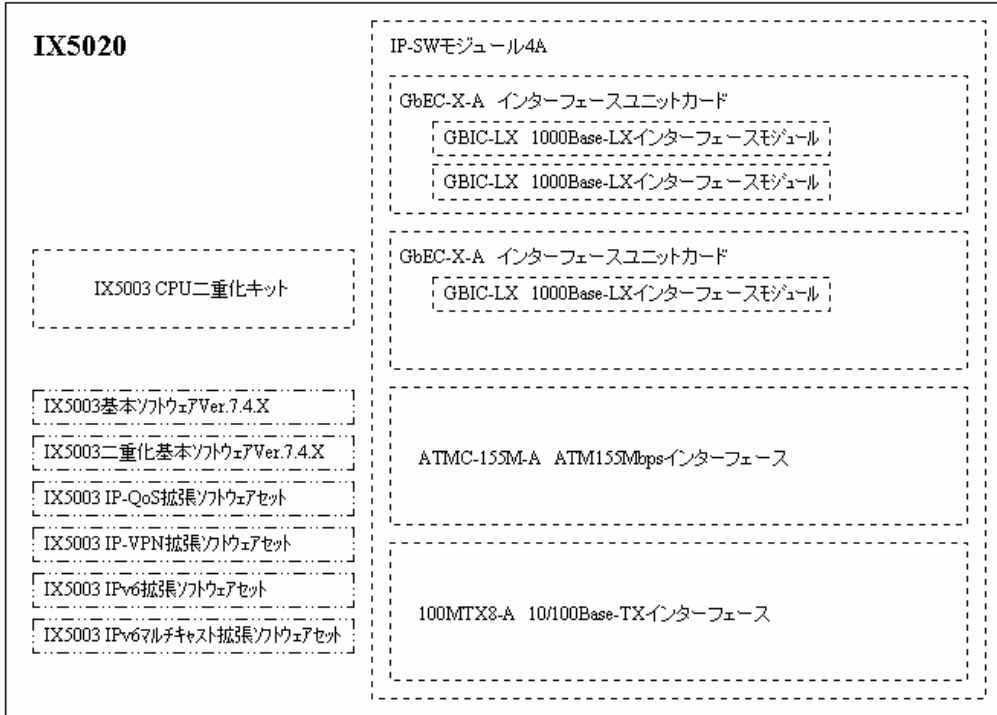 IX5020
IX5003 CPU二重化キット
IX5003基本ソフトウェアVer.7.4.X
IX5003二重化基本ソフトウェアVer.7.4.X
IX5003 IP-QoS拡張ソフトウェアセット
IX5003 IP-VPN拡張ソフトウェアセット
IX5003 IPv6拡張ソフトウェアセット
IX5003 IPv6マルチキャスト拡張ソフトウェアセット
IP-SWモジュール4A
GbEC-X-A インターフェースユニットカード
GBIC-LX 1000Base-LXインターフェースモジュール
GBIC-LX 1000Base-LXインターフェースモジュール
GbEC-X-A インターフェースユニットカード
GBIC-LX 1000Base-LXインターフェースモジュール
ATMC-155M-A ATM155Mbpsインターフェース
100MTX8-A 10/100Base-TXインターフェース